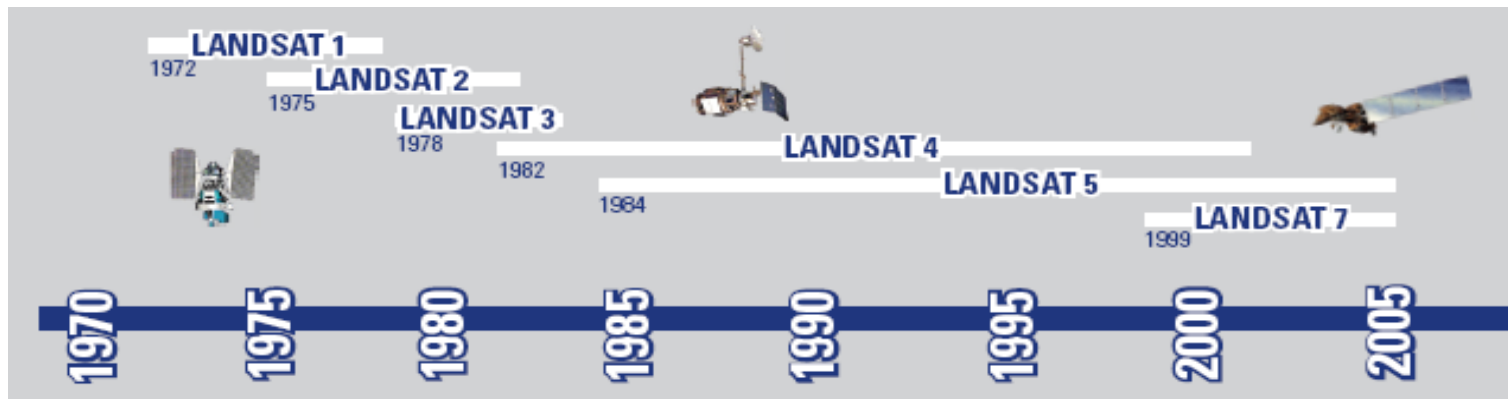 LANDSAT 1
1972
LANDSAT 2
1975
LANDSAT 3
1978
LANDSAT 4
1982
LANDSAT 5
1984
LANDSAT 7
1999
1970 1975 1980 1985 1990 1995 2000 2005